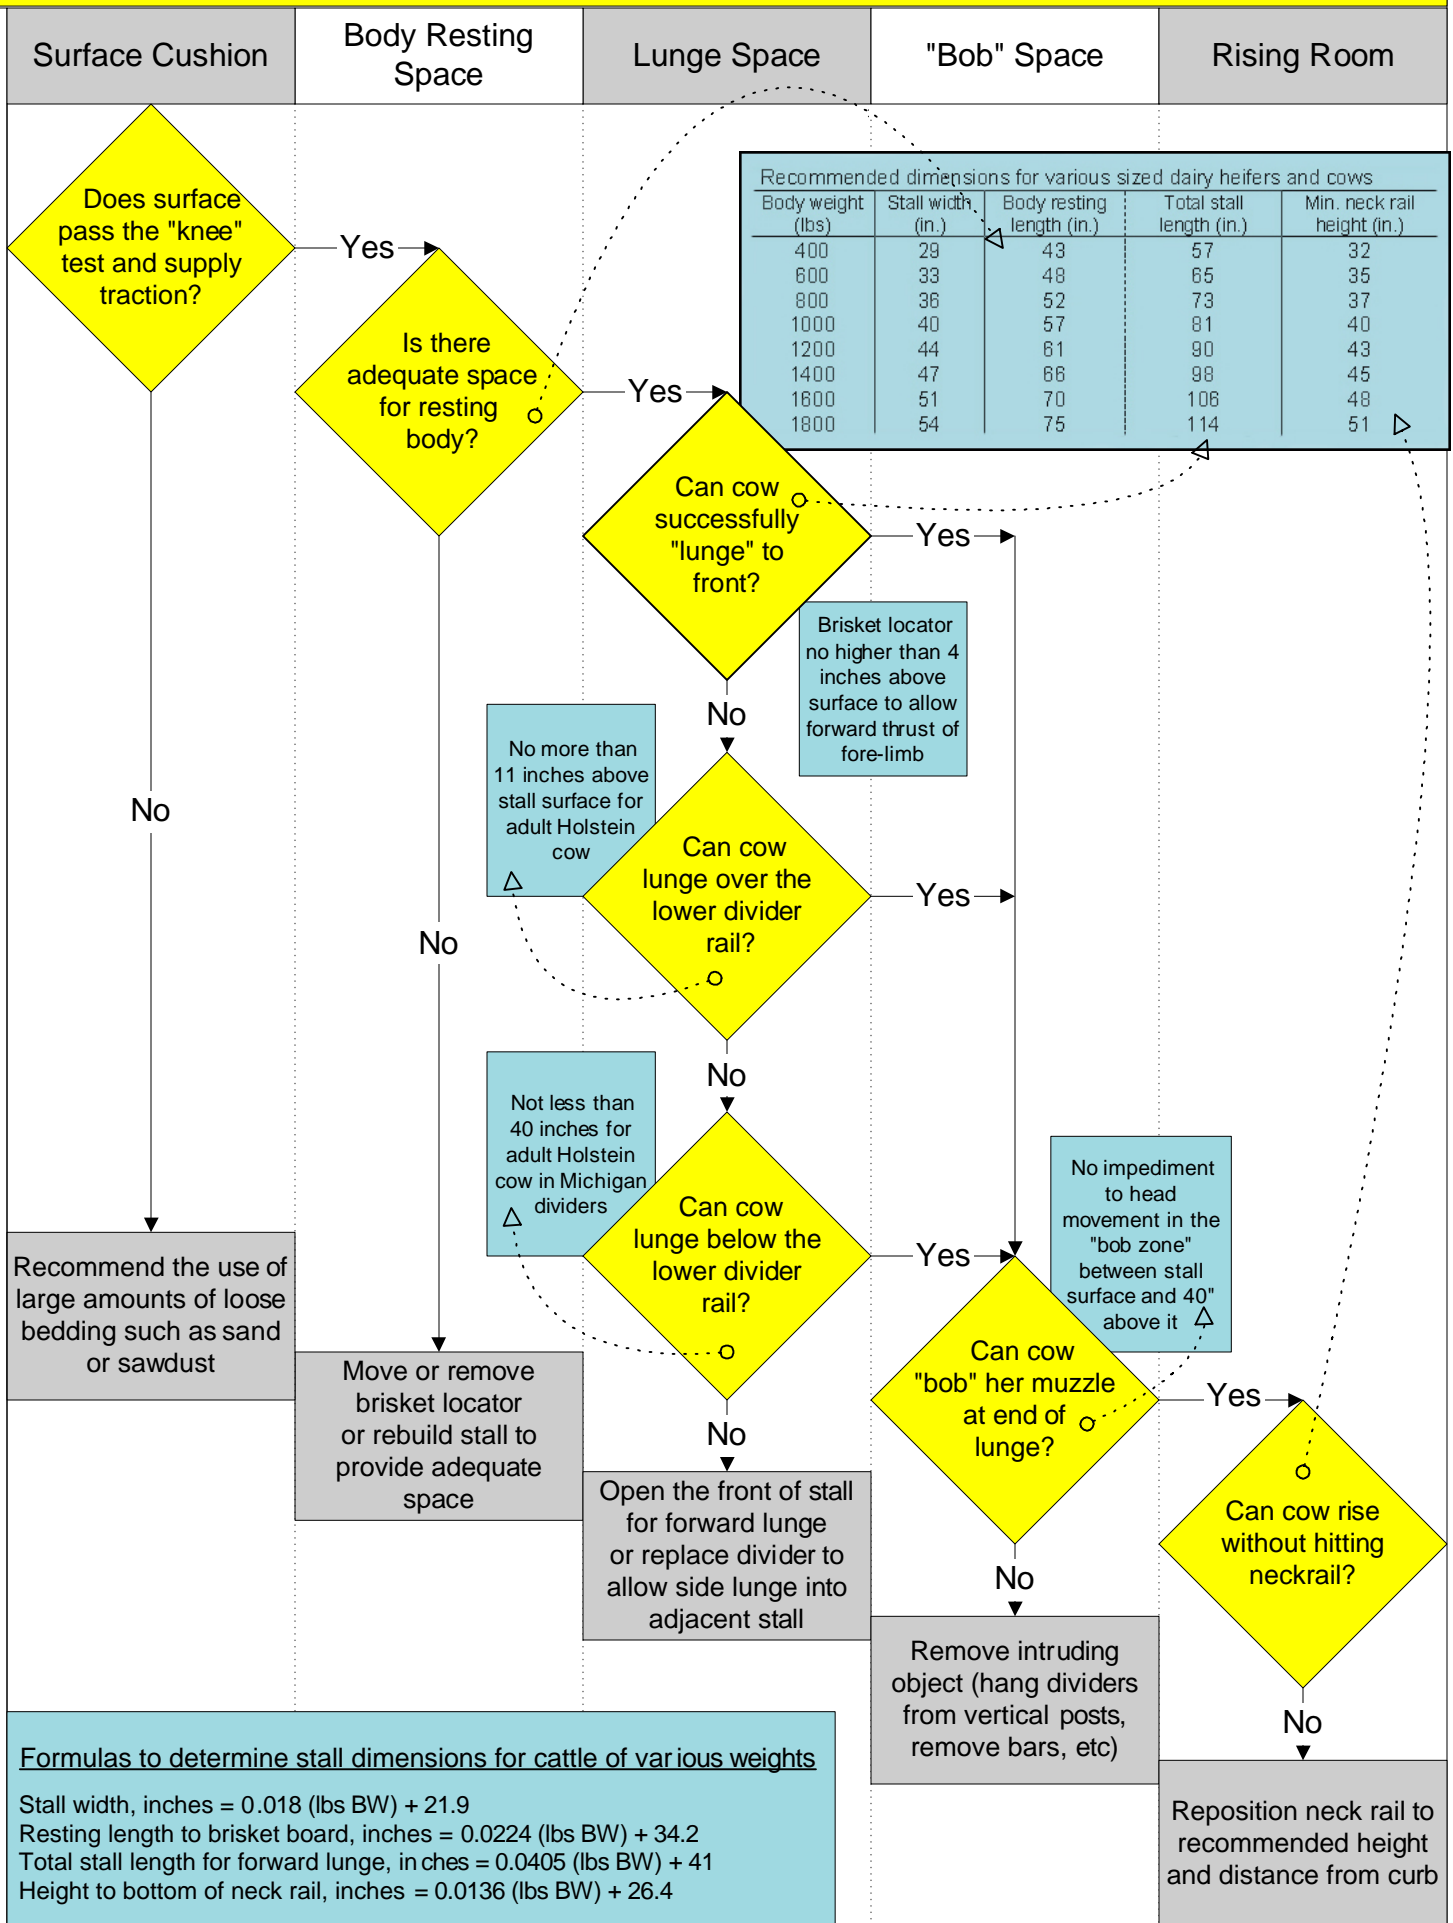 Surface Cushion
Body Resting
Space
Lunge Space
"Bob" Space
Rising Room
Does surface
pass the "knee"
test and supply
traction?
Yes
No
Recommend the use of
large amounts of loose
bedding such as sand
or sawdust
Is there
adequate space
for resting
body?
Yes
No
Move or remove
brisket locator
or rebuild stall to
provide adequate
space
Recommended dimensions for various sized dairy heifers and cows
Body weight (lbs) Stall width (in.) Body resting length (in.) Total stall length (in.) Min. neck rail height (in.)
400 29 43 57 32
600 33 48 65 35
800 36 52 73 37
1000 40 57 81 40
1200 44 61 90 43
1400 47 66 98 45
1600 51 70 106 48
1800 54 75 114 51
Can cow
successfully
"lunge" to
front?
Yes
No
Brisket locator
no higher than 4
inches above
surface to allow
forward thrust of
fore-limb
No more than
11 inches above
stall surface for
adult Holstein
cow
Can cow
lunge over the
lower divider
rail?
Yes
No
Not less than
40 inches for
adult Holstein
cow in Michigan
dividers
Can cow
lunge below the
lower divider
rail?
Yes
No
Open the front of stall
for forward lunge
or replace divider to
allow side lunge into
adjacent stall
No impediment
to head
movement in the
"bob zone"
between stall
surface and 40"
above it
Can cow
"bob" her muzzle
at end of
lunge?
Yes
No
Remove intruding
object (hang dividers
from vertical posts,
remove bars, etc)
Can cow rise
without hitting
neckrail?
No
Reposition neck rail to
recommended height
and distance from curb
Formulas to determine stall dimensions for cattle of various weights
Stall width, inches = 0.018 (lbs BW) + 21.9
Resting length to brisket board, inches = 0.0224 (lbs BW) + 34.2
Total stall length for forward lunge, inches = 0.0405 (lbs BW) + 41
Height to bottom of neck rail, inches = 0.0136 (lbs BW) + 26.4